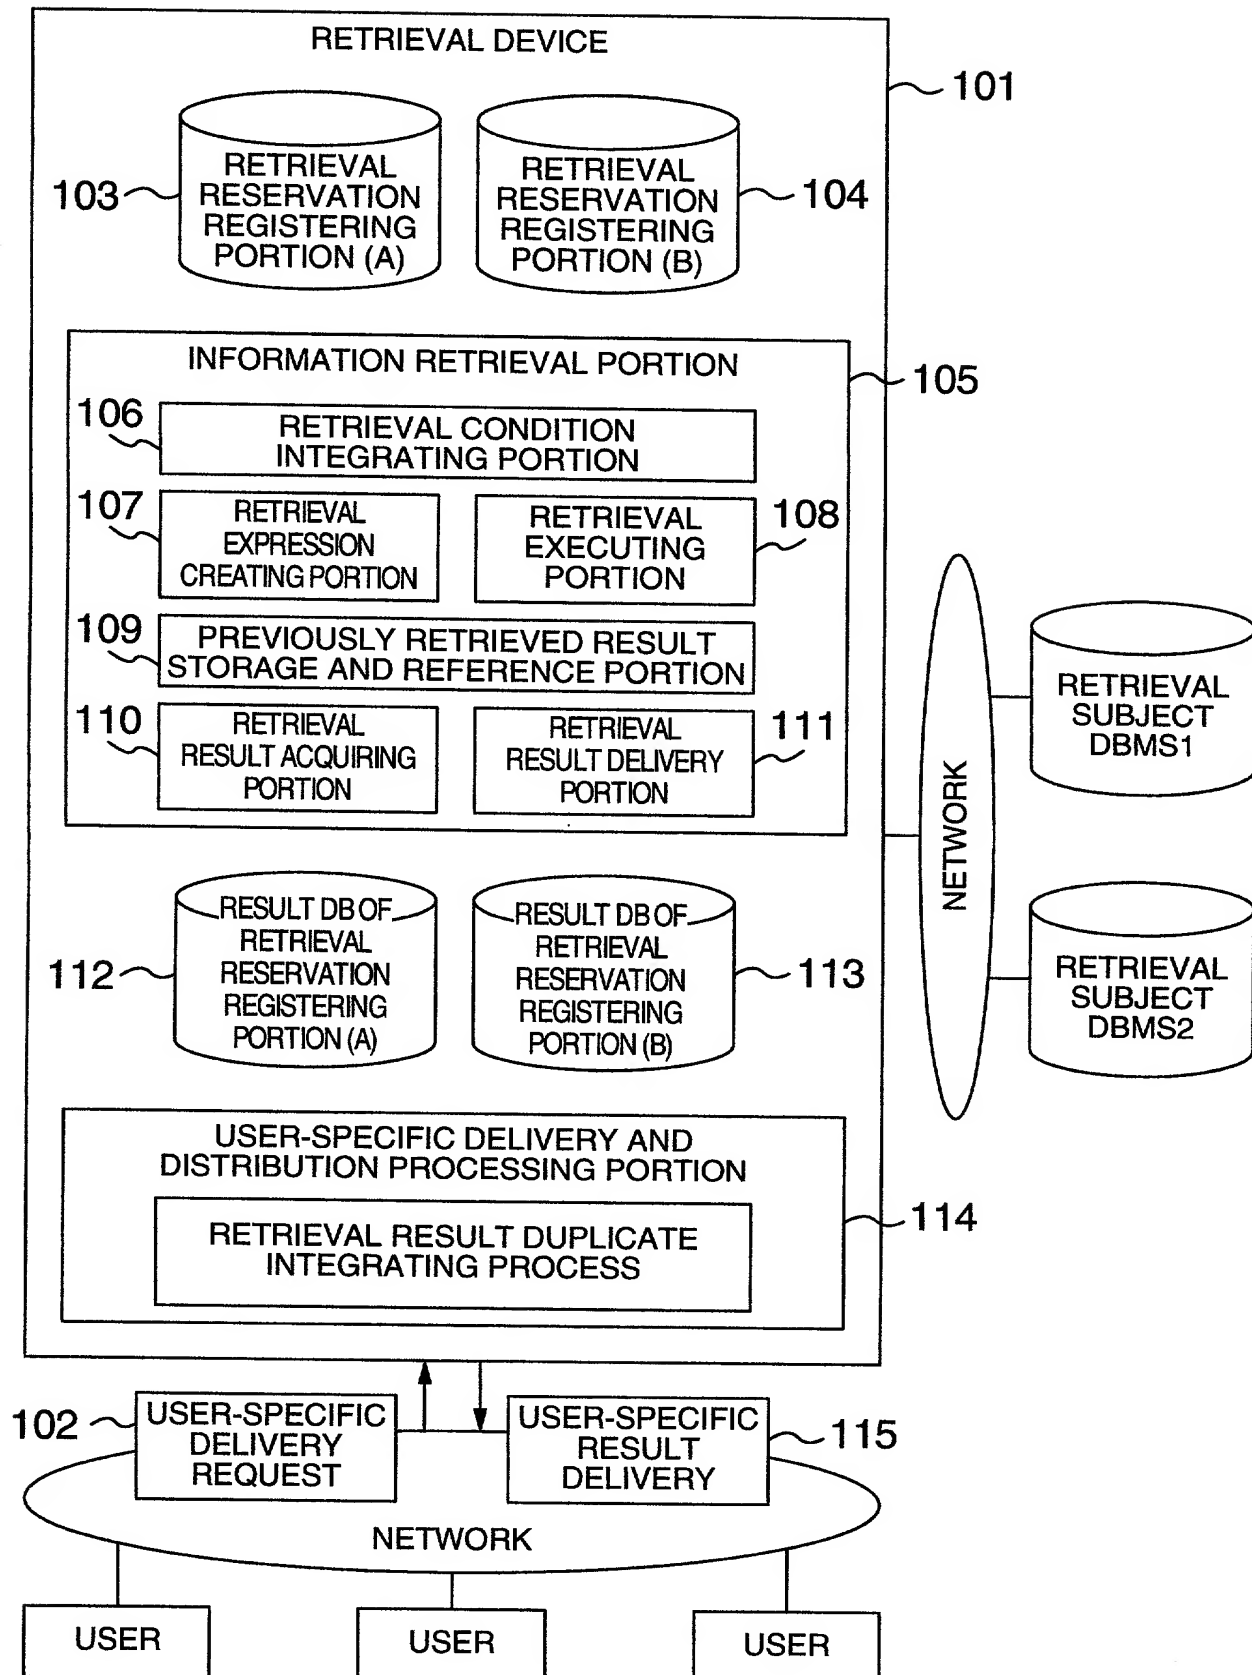 RETRIEVAL DEVICE
101
RETRIEVAL
RESERVATION
REGISTERING
PORTION (A)
103
RETRIEVAL
RESERVATION
REGISTERING
PORTION (B)
104
INFORMATION RETRIEVAL PORTION
105
106
RETRIEVAL CONDITION
INTEGRATING PORTION
107
RETRIEVAL
EXPRESSION
CREATING PORTION
RETRIEVAL
EXECUTING
PORTION
108
109
PREVIOUSLY RETRIEVED RESULT
STORAGE AND REFERENCE PORTION
110
RETRIEVAL
RESULT ACQUIRING
PORTION
RETRIEVAL
RESULT DELIVERY
PORTION
111
NETWORK
RETRIEVAL
SUBJECT
DBMS1
RETRIEVAL
SUBJECT
DBMS2
112
RESULT DB OF
RETRIEVAL
RESERVATION
REGISTERING
PORTION (A)
RESULT DB OF
RETRIEVAL
RESERVATION
REGISTERING
PORTION (B)
113
USER-SPECIFIC DELIVERY AND
DISTRIBUTION PROCESSING PORTION
114
RETRIEVAL RESULT DUPLICATE
INTEGRATING PROCESS
102
USER-SPECIFIC
DELIVERY
REQUEST
USER-SPECIFIC
RESULT
DELIVERY
115
NETWORK
USER
USER
USER